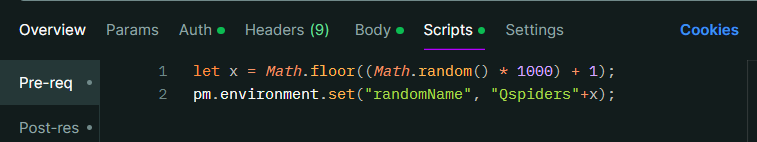 Overview Params Auth Headers (9) Body Scripts Settings Cookies
Pre-req
Post-res
1 let x = Math.floor((Math.random() * 1000) + 1);
2 pm.environment.set("randomName", "Qspiders"+x);